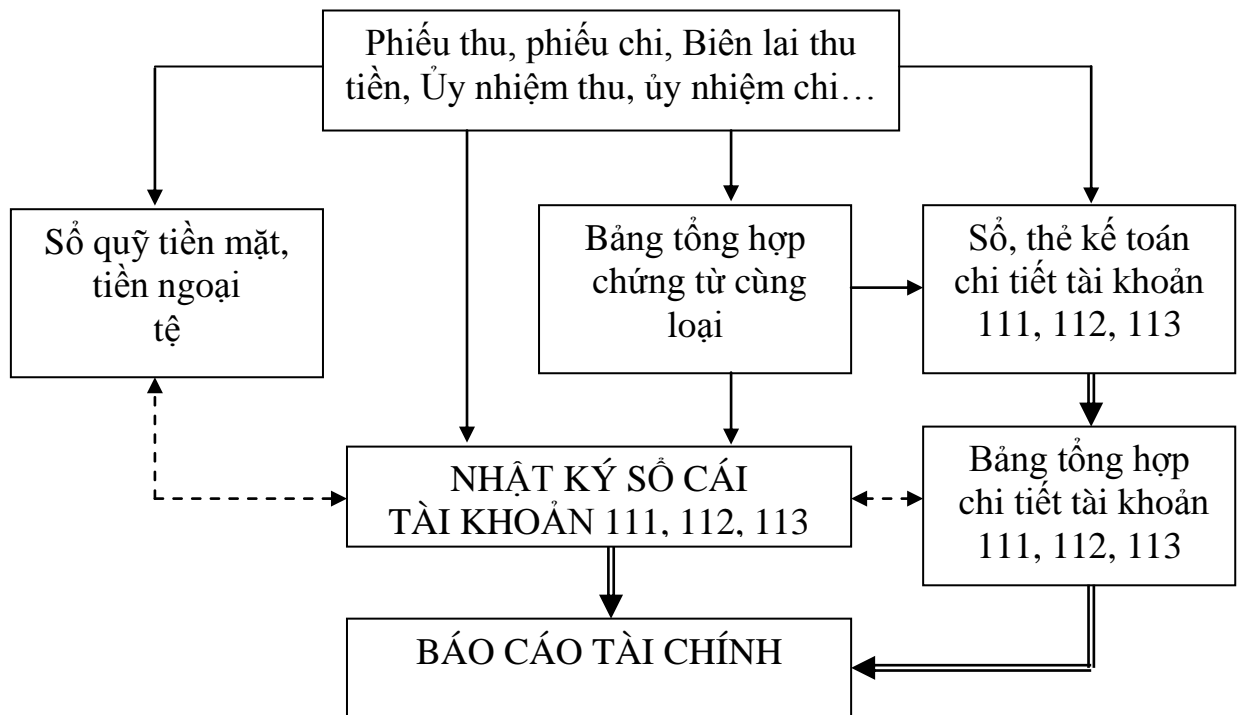 Phiếu thu, phiếu chi, Biên lai thu
tiền, Ủy nhiệm thu, ủy nhiệm chi…
Sổ quỹ tiền mặt,
tiền ngoại
tệ
Bảng tổng hợp
chứng từ cùng
loại
Sổ, thẻ kế toán
chi tiết tài khoản
111, 112, 113
NHẬT KÝ SỔ CÁI
TÀI KHOẢN 111, 112, 113
Bảng tổng hợp
chi tiết tài khoản
111, 112, 113
BÁO CÁO TÀI CHÍNH